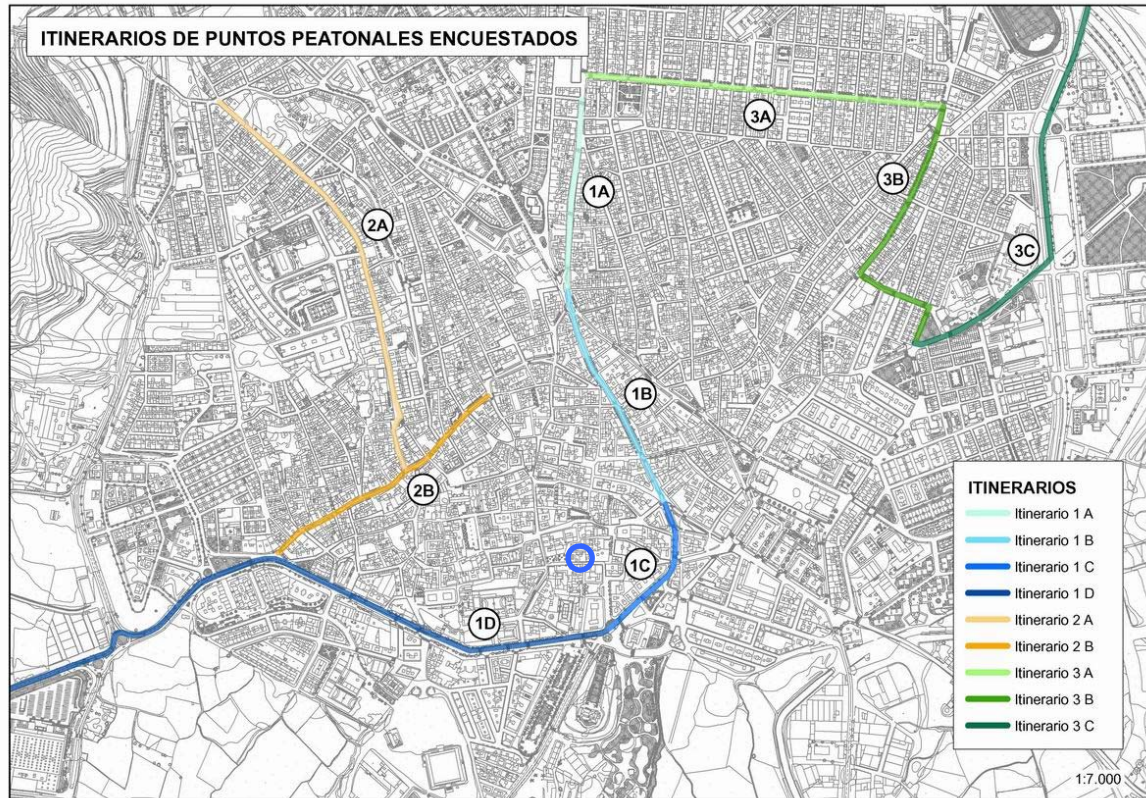 ITINERARIOS DE PUNTOS PEATONALES ENCUESTADOS
3A
1A
3B
2A
3C
1B
2B
1C
1D
ITINERARIOS
Itinerario 1 A
Itinerario 1 B
Itinerario 1 C
Itinerario 1 D
Itinerario 2 A
Itinerario 2 B
Itinerario 3 A
Itinerario 3 B
Itinerario 3 C
1:7.000